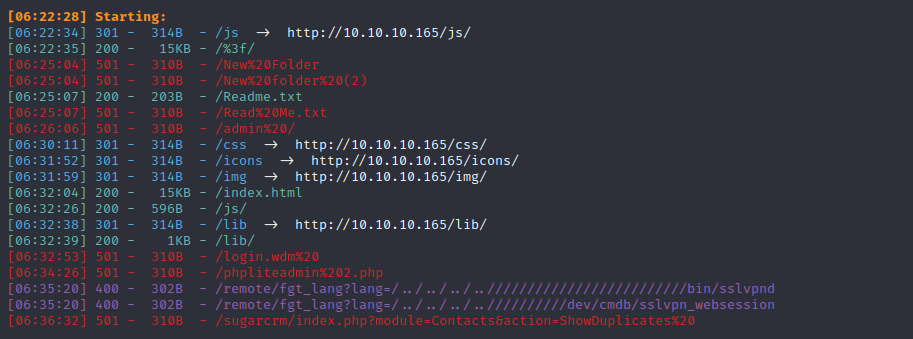 [06:22:28] Starting:
[06:22:34] 301 -  314B  - /js  ->  http://10.10.10.165/js/
[06:22:35] 200 -   15KB - /%3f/
[06:25:04] 501 -  310B  - /New%20Folder
[06:25:04] 501 -  310B  - /New%20folder%20(2)
[06:25:07] 200 -  203B  - /Readme.txt
[06:25:07] 501 -  310B  - /Read%20Me.txt
[06:26:06] 501 -  310B  - /admin%20/
[06:30:11] 301 -  314B  - /css  ->  http://10.10.10.165/css/
[06:31:52] 301 -  314B  - /icons  ->  http://10.10.10.165/icons/
[06:31:59] 301 -  314B  - /img  ->  http://10.10.10.165/img/
[06:32:04] 200 -   15KB - /index.html
[06:32:26] 200 -  596B  - /js/
[06:32:38] 301 -  314B  - /lib  ->  http://10.10.10.165/lib/
[06:32:39] 200 -    1KB - /lib/
[06:32:53] 501 -  310B  - /login.wdm%20
[06:34:26] 501 -  310B  - /phpliteadmin%202.php
[06:35:20] 400 -  302B  - /remote/fgt_lang?lang=/../../../..//////////////////////////bin/sslvpnd
[06:35:20] 400 -  302B  - /remote/fgt_lang?lang=/../../../..//////////dev/cmdb/sslvpn_websession
[06:36:32] 501 -  310B  - /sugarcrm/index.php?module=Contacts&action=ShowDuplicates%20